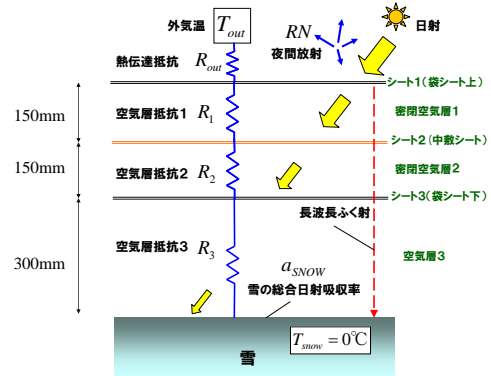 外気温
T_out
RN
夜間放射
日射
熱伝達抵抗 R_out
シート1(袋シート上)
150mm
空気層抵抗1 R_1
密閉空気層1
シート2(中敷シート)
150mm
空気層抵抗2 R_2
密閉空気層2
シート3(袋シート下)
長波長ふく射
300mm
空気層抵抗3 R_3
空気層3
a_SNOW
雪の総合日射吸収率
T_snow = 0℃
雪